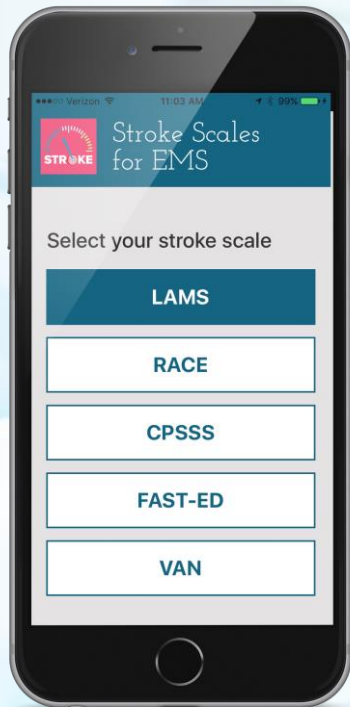 Verizon 11:03 AM 99%
STROKE
Stroke Scales
for EMS
Select your stroke scale
LAMS
RACE
CPSSS
FAST-ED
VAN